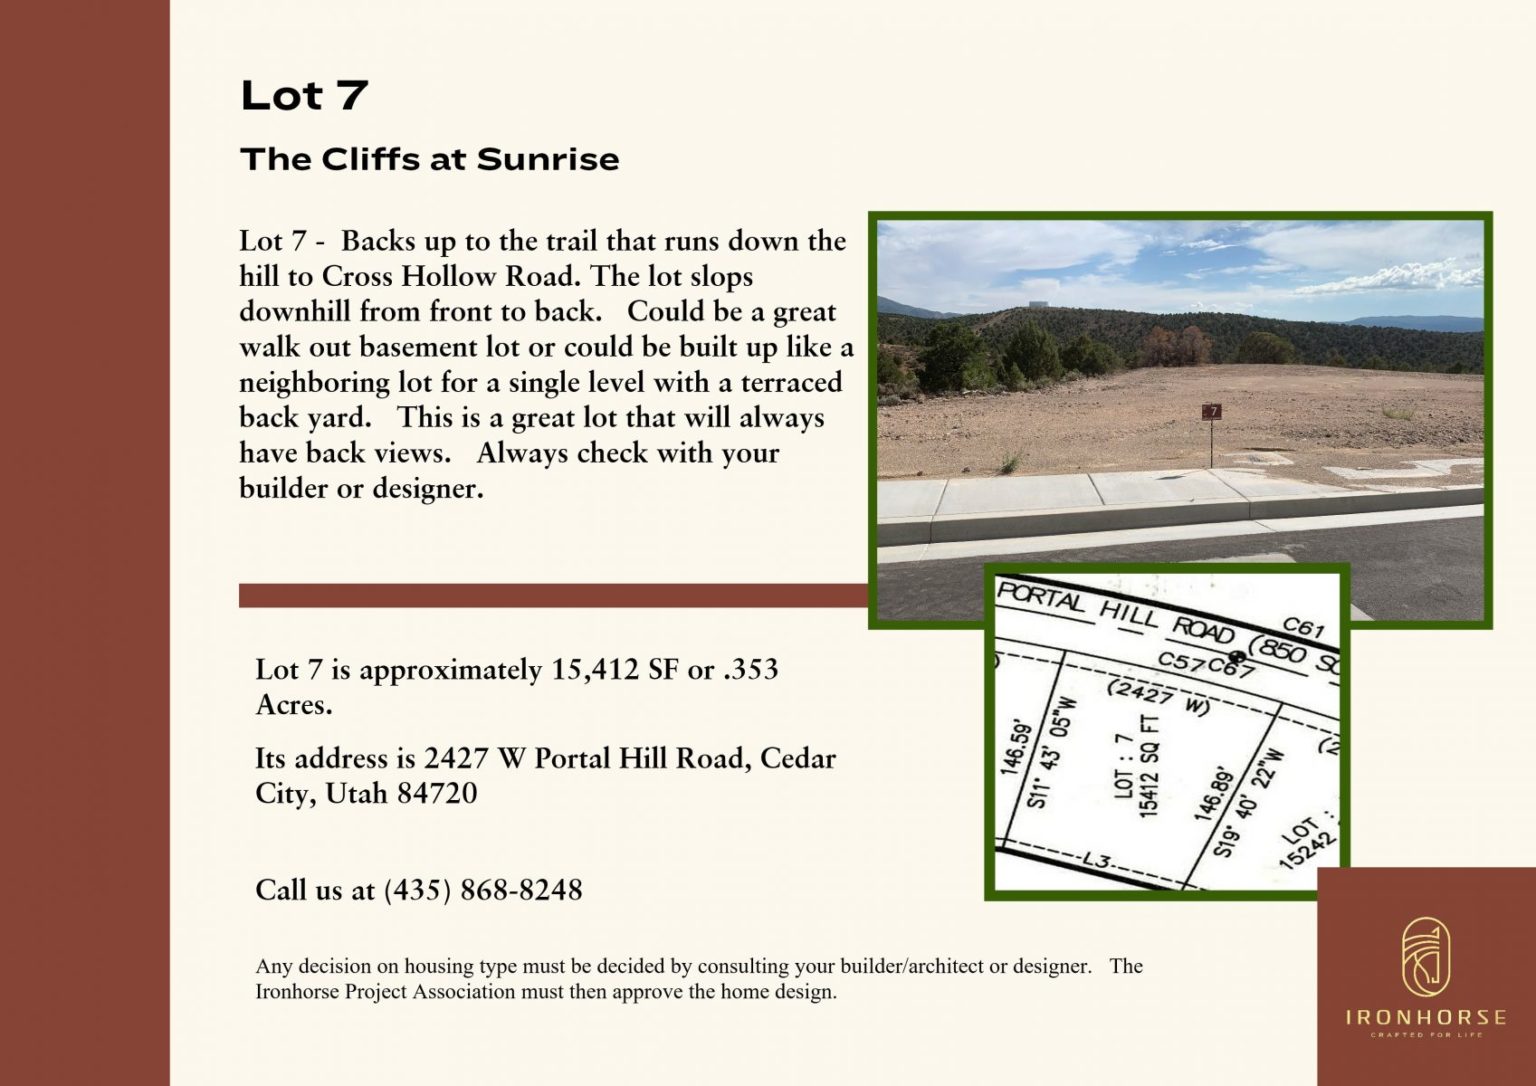 Lot 7
The Cliffs at Sunrise
Lot 7 -  Backs up to the trail that runs down the
hill to Cross Hollow Road. The lot slops
downhill from front to back.   Could be a great
walk out basement lot or could be built up like a
neighboring lot for a single level with a terraced
back yard.   This is a great lot that will always
have back views.   Always check with your
builder or designer.
7
Lot 7 is approximately 15,412 SF or .353
Acres.
Its address is 2427 W Portal Hill Road, Cedar
City, Utah 84720
Call us at (435) 868-8248
PORTAL HILL ROAD (850 SO
C61
C57 C67
(2427 W)
146.59'
S11° 43' 05"W
LOT : 7
15412 SQ FT
146.89'
S19° 40' 22"W
(2
LOT :
15242
L3
Any decision on housing type must be decided by consulting your builder/architect or designer.   The
Ironhorse Project Association must then approve the home design.
IRONHORSE
CRAFTED FOR LIFE